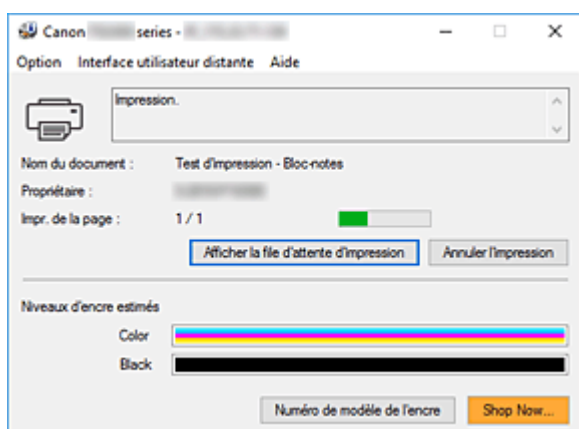 Canon series -
Option Interface utilisateur distante Aide
Impression.
Nom du document : Test d'impression - Bloc-notes
Propriétaire :
Impr. de la page : 1 / 1
Afficher la file d'attente d'impression Annuler l'impression
Niveaux d'encre estimés
Color
Black
Numéro de modèle de l'encre Shop Now...